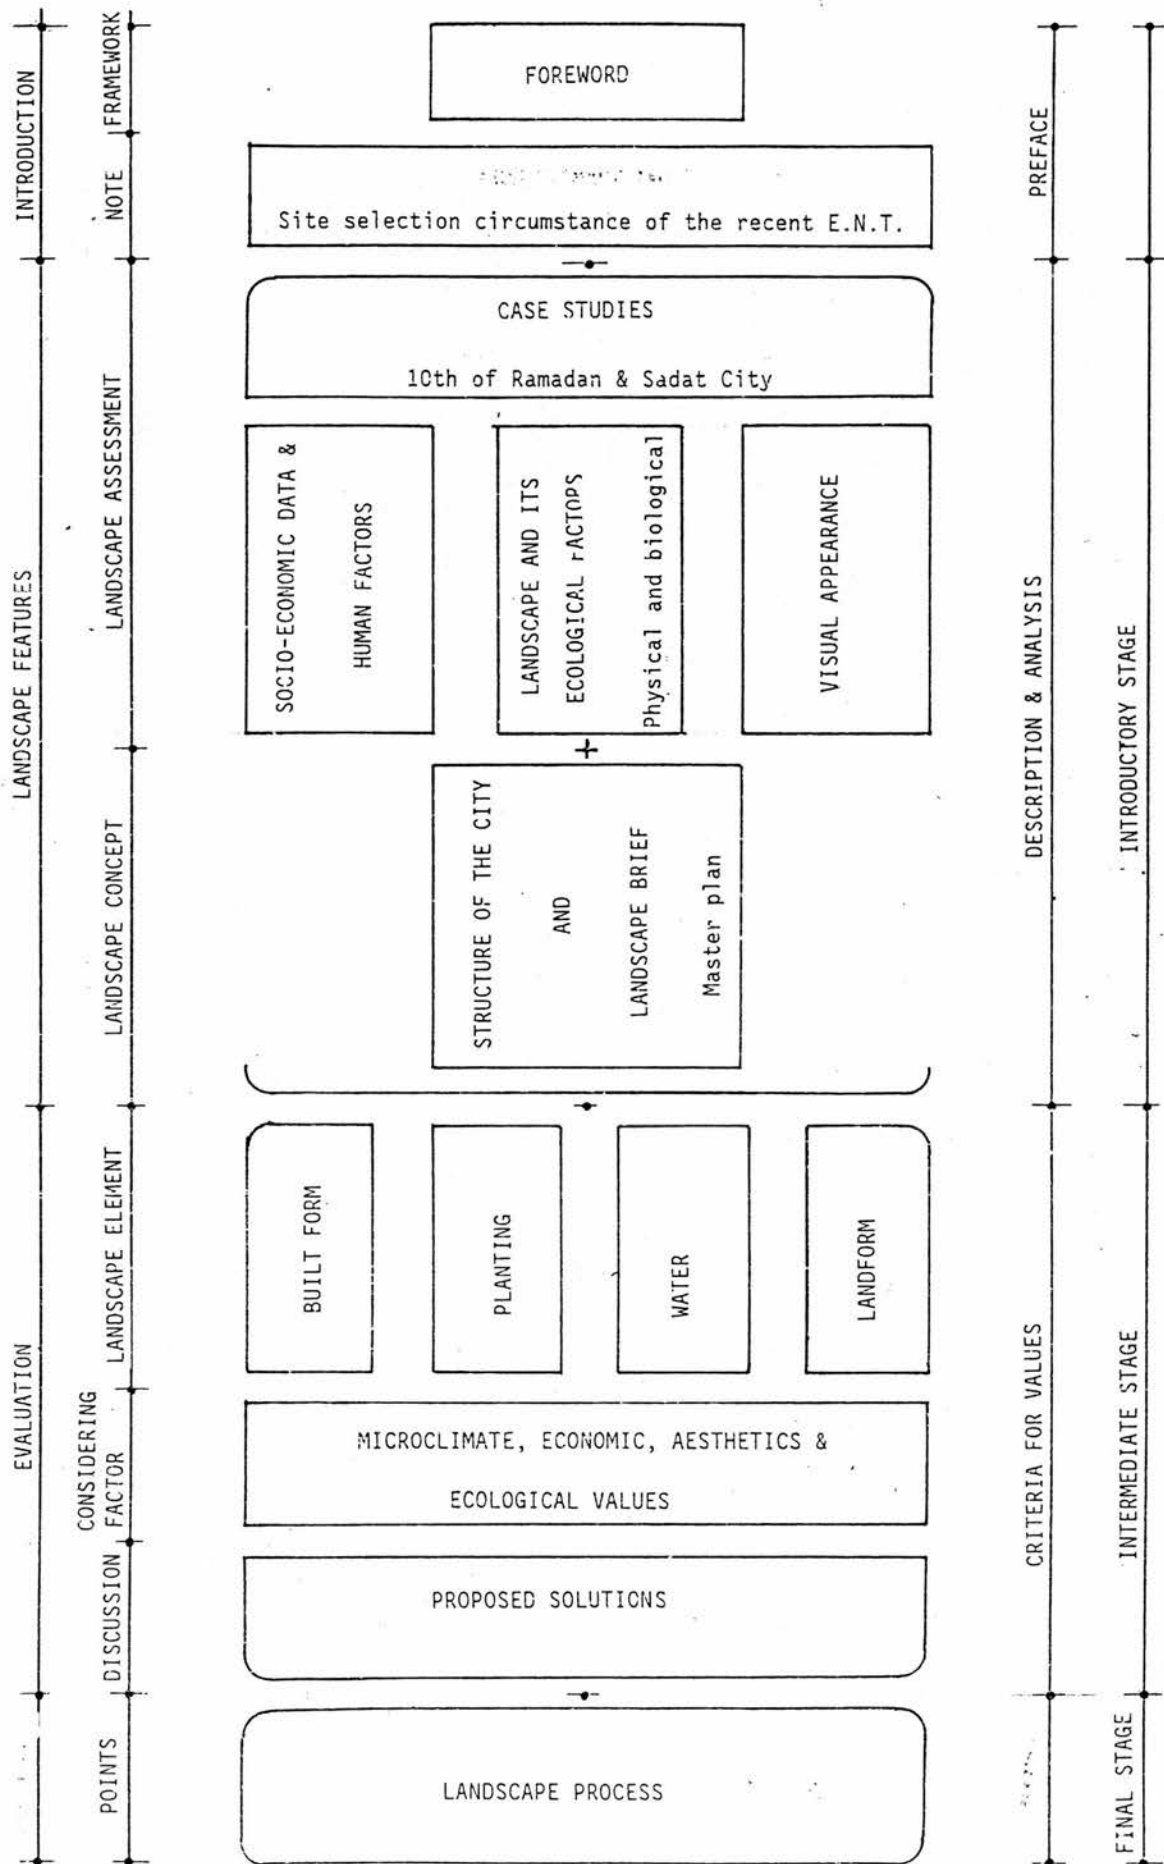 INTRODUCTION
LANDSCAPE FEATURES
EVALUATION
FRAMEWORK
NOTE
LANDSCAPE ASSESSMENT
LANDSCAPE CONCEPT
LANDSCAPE ELEMENT
CONSIDERING
FACTOR
DISCUSSION
POINTS
FOREWORD
Site selection circumstance of the recent E.N.T.
CASE STUDIES
10th of Ramadan & Sadat City
SOCIO-ECONOMIC DATA &
HUMAN FACTORS
LANDSCAPE AND ITS
ECOLOGICAL FACTORS
Physical and biological
VISUAL APPEARANCE
STRUCTURE OF THE CITY
AND
LANDSCAPE BRIEF
Master plan
BUILT FORM
PLANTING
WATER
LANDFORM
MICROCLIMATE, ECONOMIC, AESTHETICS &
ECOLOGICAL VALUES
PROPOSED SOLUTIONS
LANDSCAPE PROCESS
PREFACE
DESCRIPTION & ANALYSIS
CRITERIA FOR VALUES
INTRODUCTORY STAGE
INTERMEDIATE STAGE
FINAL STAGE